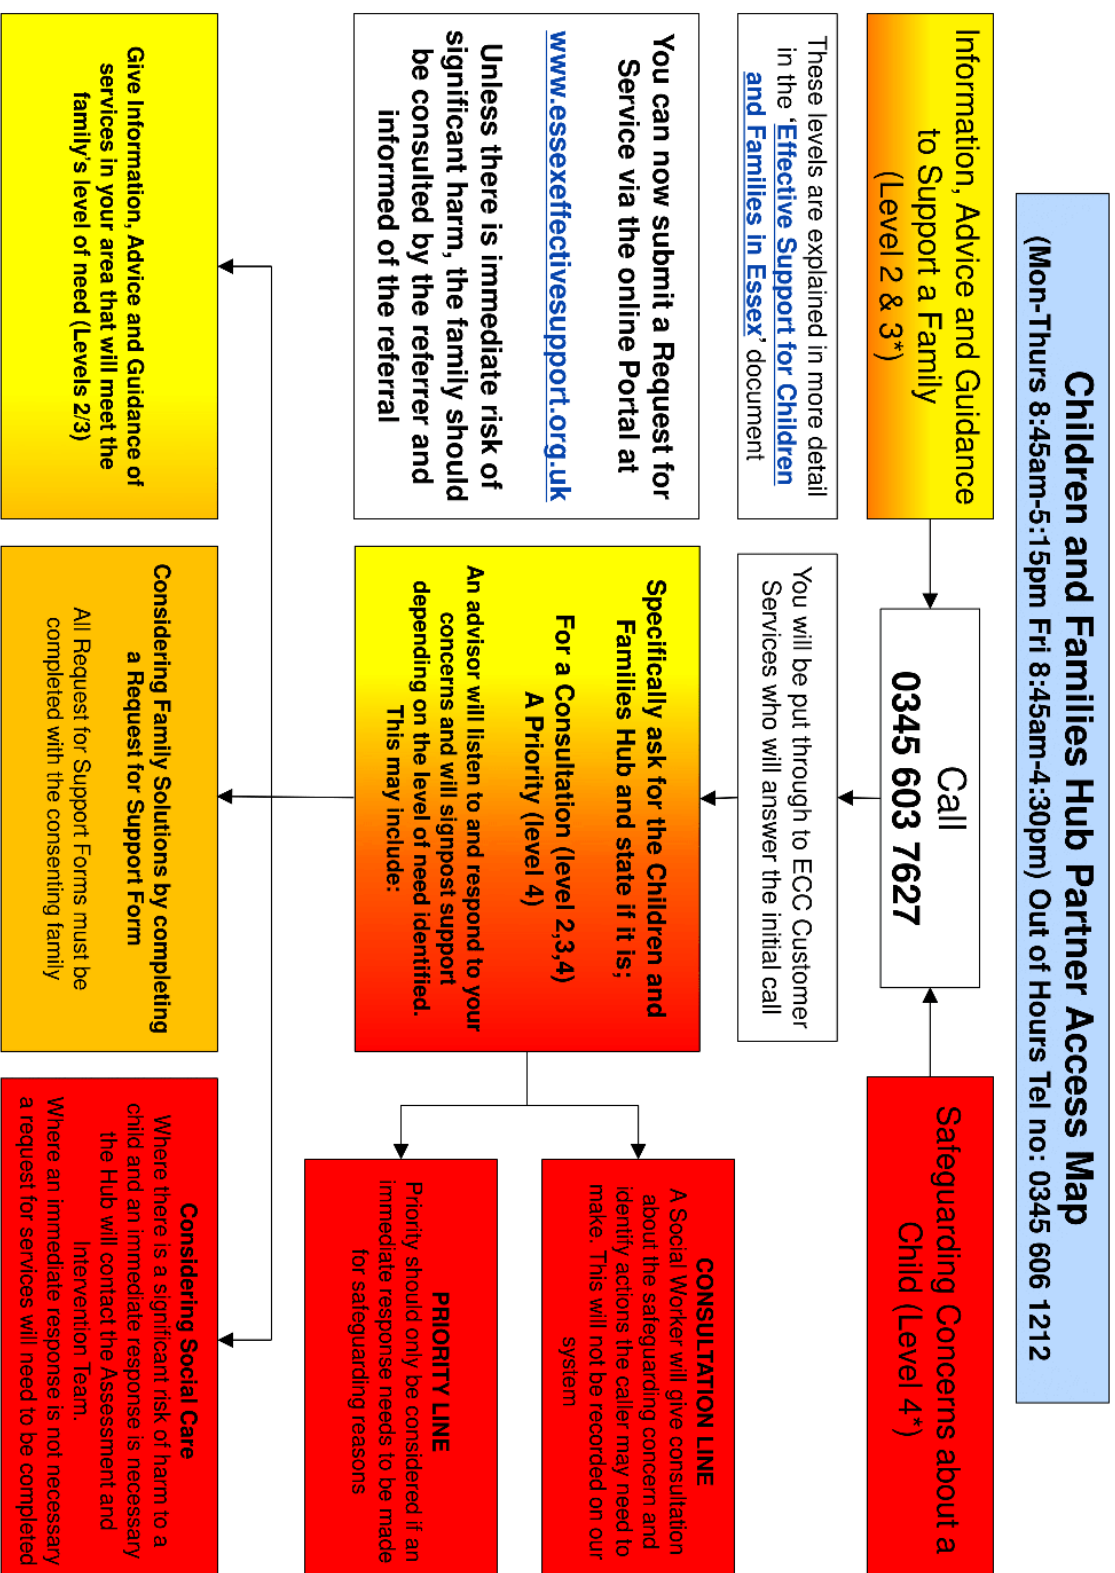 Children and Families Hub Partner Access Map
(Mon-Thurs 8:45am-5:15pm Fri 8:45am-4:30pm) Out of Hours Tel no: 0345 606 1212
Information, Advice and Guidance
to Support a Family
(Level 2 & 3*)
Call
0345 603 7627
Safeguarding Concerns about a
Child (Level 4*)
These levels are explained in more detail
in the ‘Effective Support for Children
and Families in Essex’ document
You will be put through to ECC Customer
Services who will answer the initial call
You can now submit a Request for
Service via the online Portal at
www.essexeffectivesupport.org.uk
Unless there is immediate risk of
significant harm, the family should
be consulted by the referrer and
informed of the referral
Specifically ask for the Children and
Families Hub and state if it is;
For a Consultation (level 2,3,4)
A Priority (level 4)
An advisor will listen to and respond to your
concerns and will signpost support
depending on the level of need identified.
This may include:
CONSULTATION LINE
A Social Worker will give consultation
about the safeguarding concern and
identify actions the caller may need to
make. This will not be recorded on our
system
PRIORITY LINE
Priority should only be considered if an
immediate response needs to be made
for safeguarding reasons
Give Information, Advice and Guidance of
services in your area that will meet the
family’s level of need (Levels 2/3)
Considering Family Solutions by completing
a Request for Support Form
All Request for Support Forms must be
completed with the consenting family
Considering Social Care
Where there is a significant risk of harm to a
child and an immediate response is necessary
the Hub will contact the Assessment and
Intervention Team.
Where an immediate response is not necessary
a request for services will need to be completed